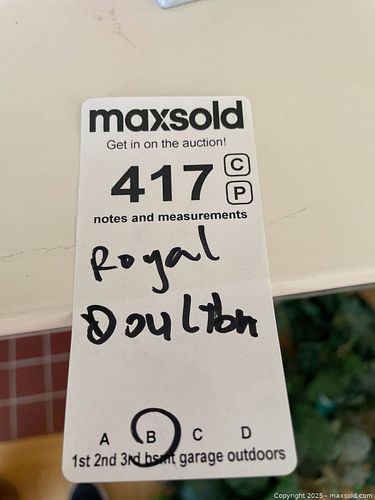 maxsold
Get in on the auction!
417 C
P
notes and measurements
Royal
Doulton
A B C D
1st 2nd 3rd bsmt garage outdoors
Copyright 2025 - maxsold.com